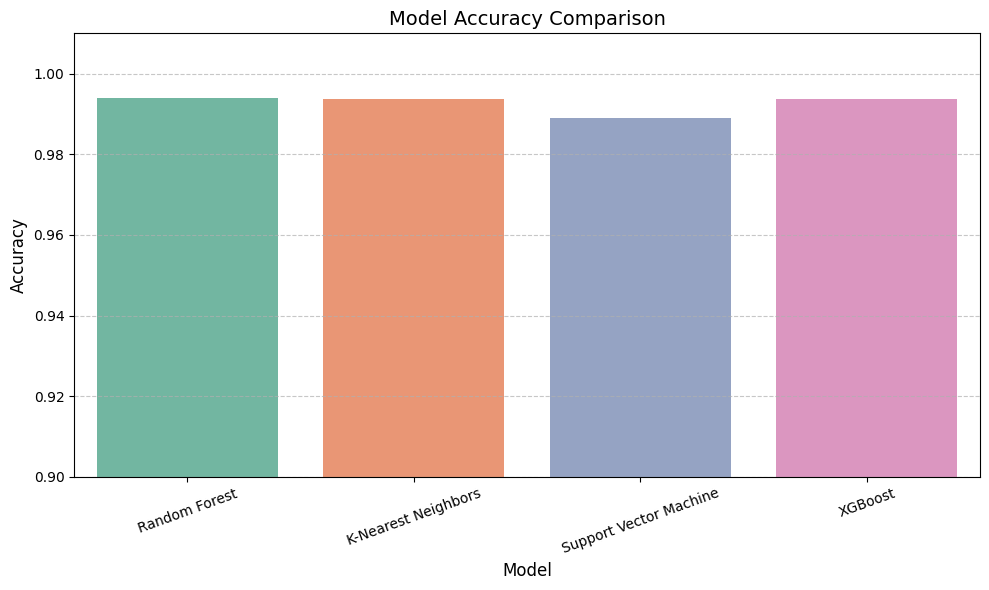 Model Accuracy Comparison
Accuracy
1.00
0.98
0.96
0.94
0.92
0.90
Random Forest
K-Nearest Neighbors
Support Vector Machine
XGBoost
Model